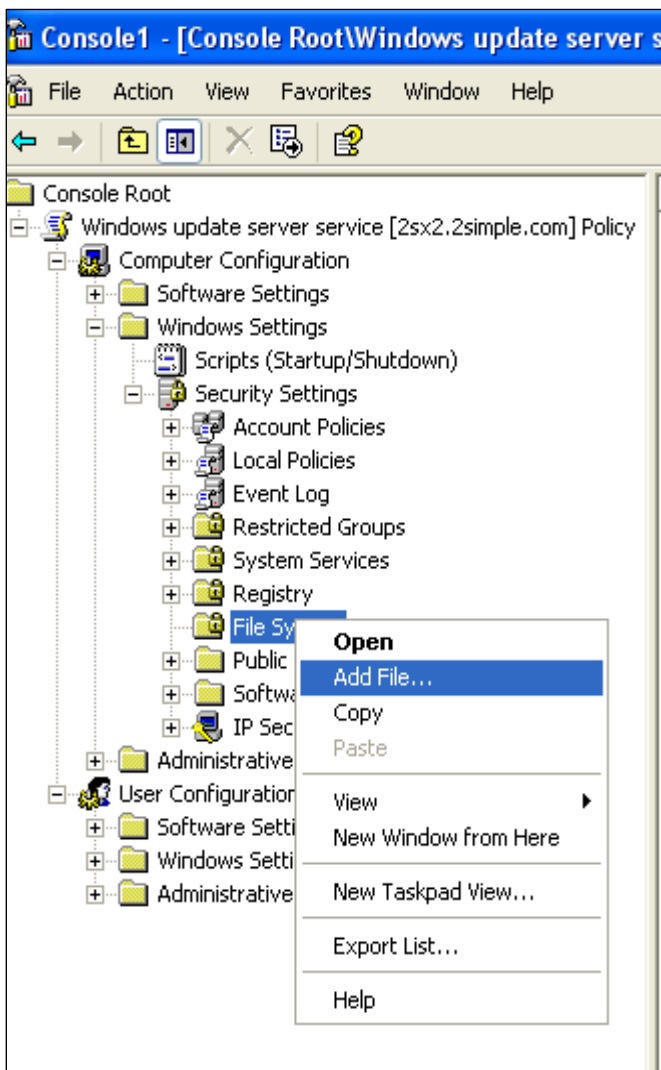 Console1 - [Console Root\Windows update server s
File Action View Favorites Window Help
Console Root
Windows update server service [2sx2.2simple.com] Policy
Computer Configuration
Software Settings
Windows Settings
Scripts (Startup/Shutdown)
Security Settings
Account Policies
Local Policies
Event Log
Restricted Groups
System Services
Registry
File Sy
Public
Softwa
IP Sec
Administrative
User Configuration
Software Setti
Windows Setti
Administrative
Open
Add File...
Copy
Paste
View
New Window from Here
New Taskpad View...
Export List...
Help